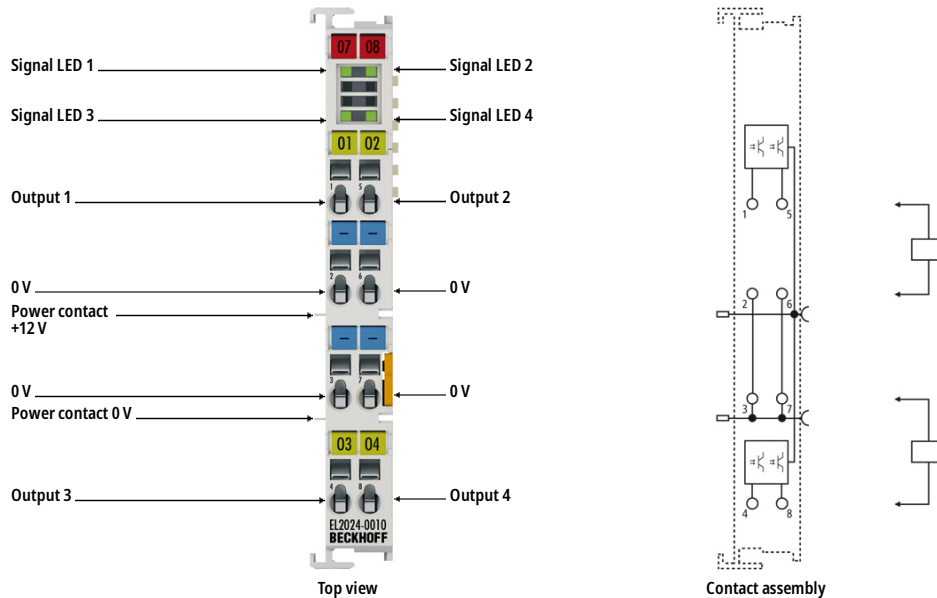 07 08
Signal LED 1
Signal LED 2
Signal LED 3
Signal LED 4
01 02
1 5
Output 1
Output 2
− −
2 6
0 V
0 V
Power contact
+12 V
− −
3 7
0 V
0 V
Power contact 0 V
03 04
4 8
Output 3
Output 4
EL2024-0010
BECKHOFF
Top view
1 5
2 6
3 7
4 8
Contact assembly